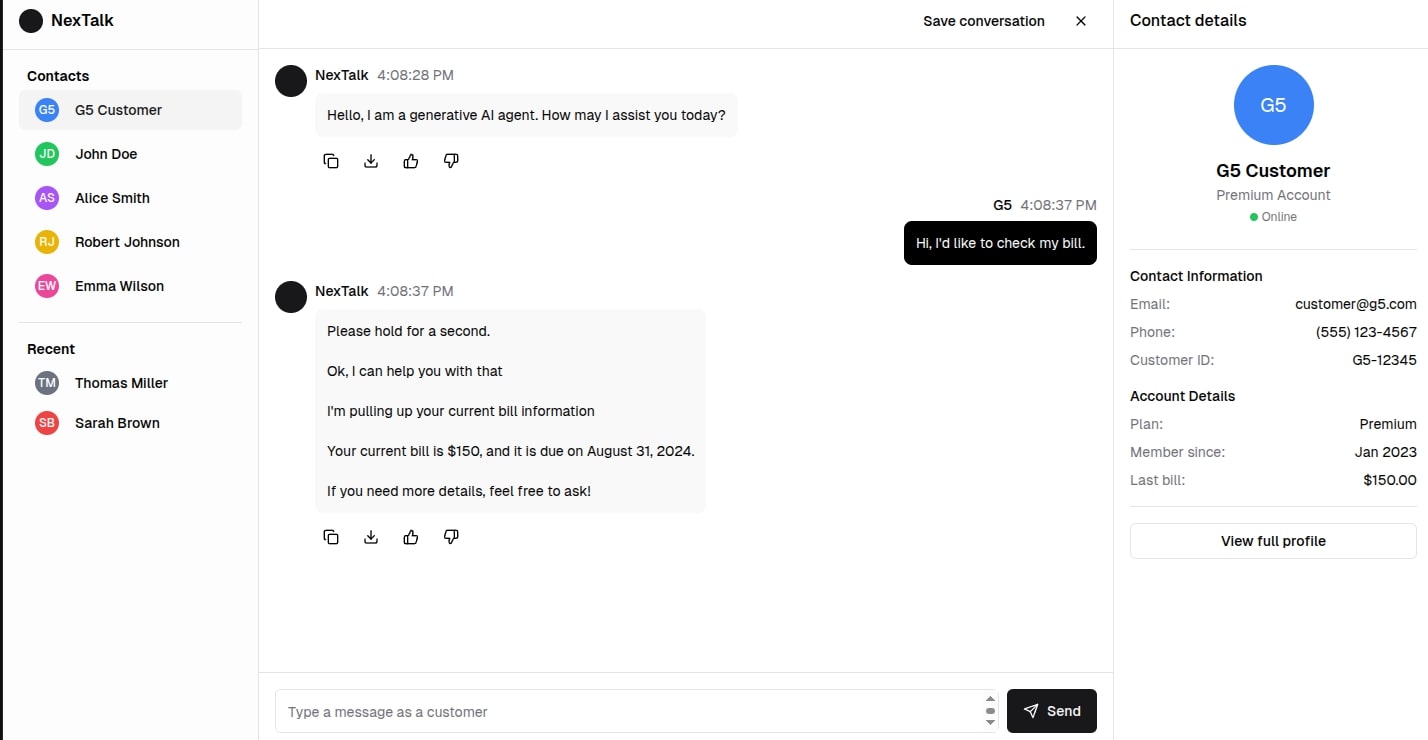 NexTalk
Contacts
G5 G5 Customer
JD John Doe
AS Alice Smith
RJ Robert Johnson
EW Emma Wilson
Recent
TM Thomas Miller
SB Sarah Brown
Save conversation
NexTalk 4:08:28 PM
Hello, I am a generative AI agent. How may I assist you today?
G5 4:08:37 PM
Hi, I'd like to check my bill.
NexTalk 4:08:37 PM
Please hold for a second.
Ok, I can help you with that
I'm pulling up your current bill information
Your current bill is $150, and it is due on August 31, 2024.
If you need more details, feel free to ask!
Type a message as a customer
Send
Contact details
G5
G5 Customer
Premium Account
Online
Contact Information
Email: customer@g5.com
Phone: (555) 123-4567
Customer ID: G5-12345
Account Details
Plan: Premium
Member since: Jan 2023
Last bill: $150.00
View full profile